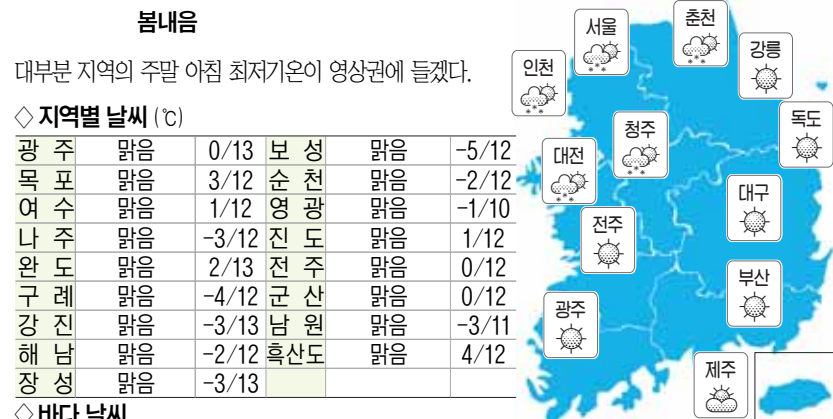 봄내음
대부분 지역의 주말 아침 최저기온이 영상권에 들겠다.
◇지역별 날씨 (℃)
광 주 맑음 0/13 보 성 맑음 -5/12
목 포 맑음 3/12 순 천 맑음 -2/12
여 수 맑음 1/12 영 광 맑음 -1/10
나 주 맑음 -3/12 진 도 맑음 1/12
완 도 맑음 2/13 전 주 맑음 0/12
구 례 맑음 -4/12 군 산 맑음 0/12
강 진 맑음 -3/13 남 원 맑음 -3/11
해 남 맑음 -2/12 흑산도 맑음 4/12
장 성 맑음 -3/13
◇바다 날씨
서울
춘천
강릉
인천
독도
청주
대전
대구
전주
부산
광주
제주